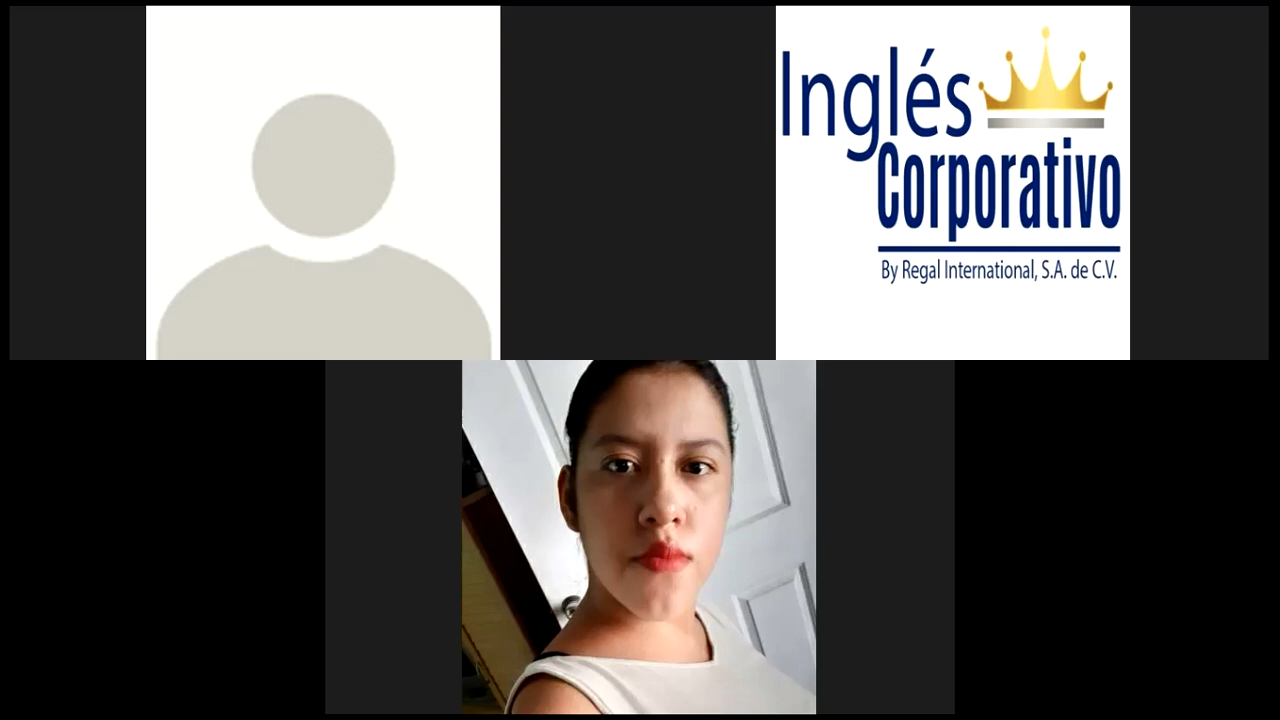 Inglés
Corporativo
By Regal International, S.A. de C.V.